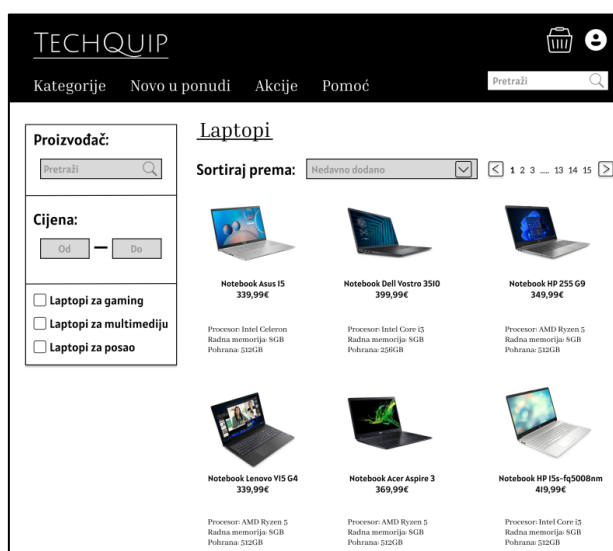 TECHQUIP
Kategorije Novo u ponudi Akcije Pomoć
Pretraži
Proizvođač:
Pretraži
Cijena:
Od — Do
Laptopi za gaming
Laptopi za multimediju
Laptopi za posao
Laptopi
Sortiraj prema: Nedavno dodano
< 1 2 3 .... 13 14 15 >
Notebook Asus I5
339,99€
Procesor: Intel Celeron
Radna memorija: 8GB
Pohrana: 512GB
Notebook Dell Vostro 3510
399,99€
Procesor: Intel Core i3
Radna memorija: 8GB
Pohrana: 256GB
Notebook HP 255 G9
349,99€
Procesor: AMD Ryzen 5
Radna memorija: 8GB
Pohrana: 512GB
Notebook Lenovo V15 G4
339,99€
Procesor: AMD Ryzen 5
Radna memorija: 8GB
Pohrana: 512GB
Notebook Acer Aspire 3
369,99€
Procesor: AMD Ryzen 5
Radna memorija: 8GB
Pohrana: 512GB
Notebook HP 15s-fq5008nm
419,99€
Procesor: Intel Core i3
Radna memorija: 8GB
Pohrana: 512GB